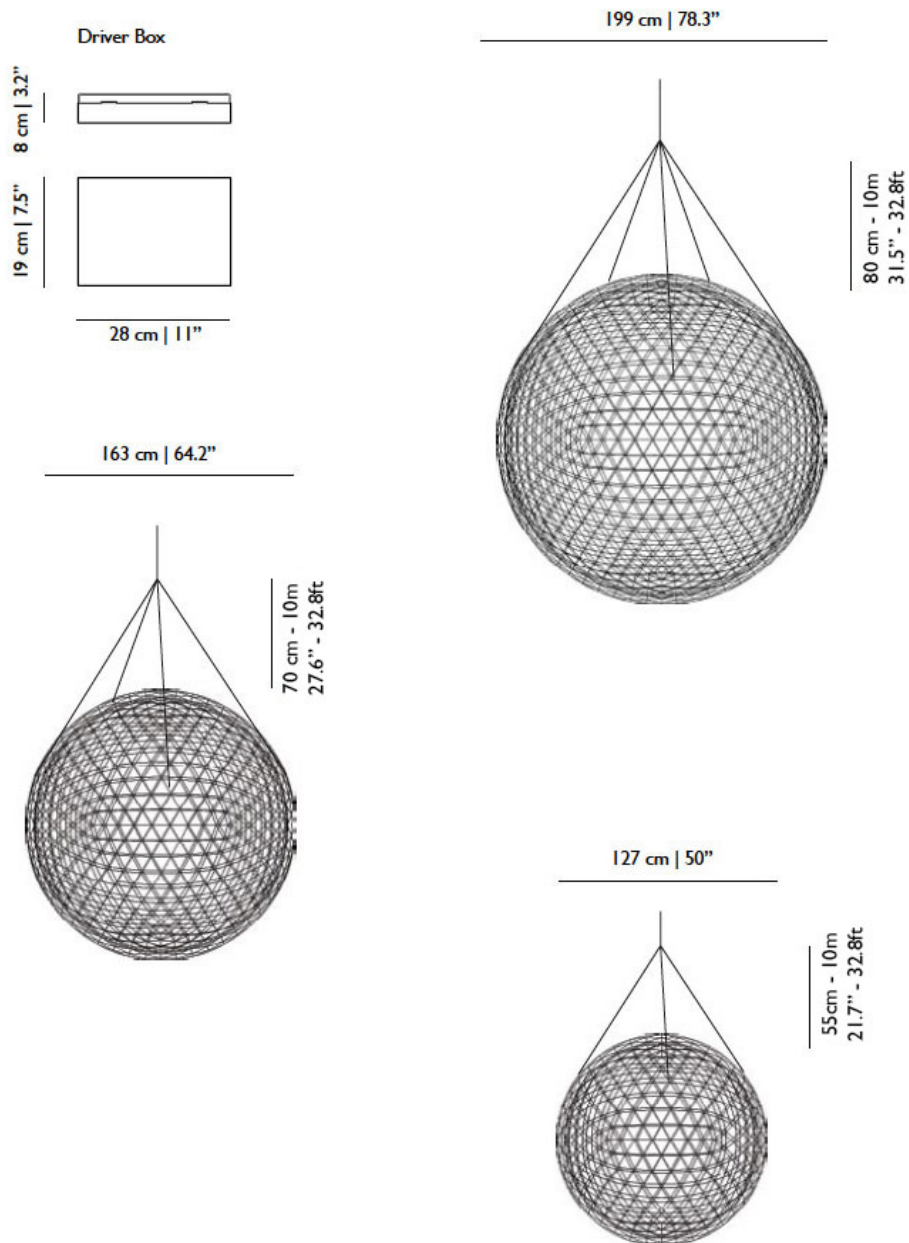 Driver Box
8 cm | 3.2”
19 cm | 7.5”
28 cm | 11”
199 cm | 78.3”
80 cm - 10m
31.5” - 32.8ft
163 cm | 64.2”
70 cm - 10m
27.6” - 32.8ft
127 cm | 50”
55cm - 10m
21.7” - 32.8ft